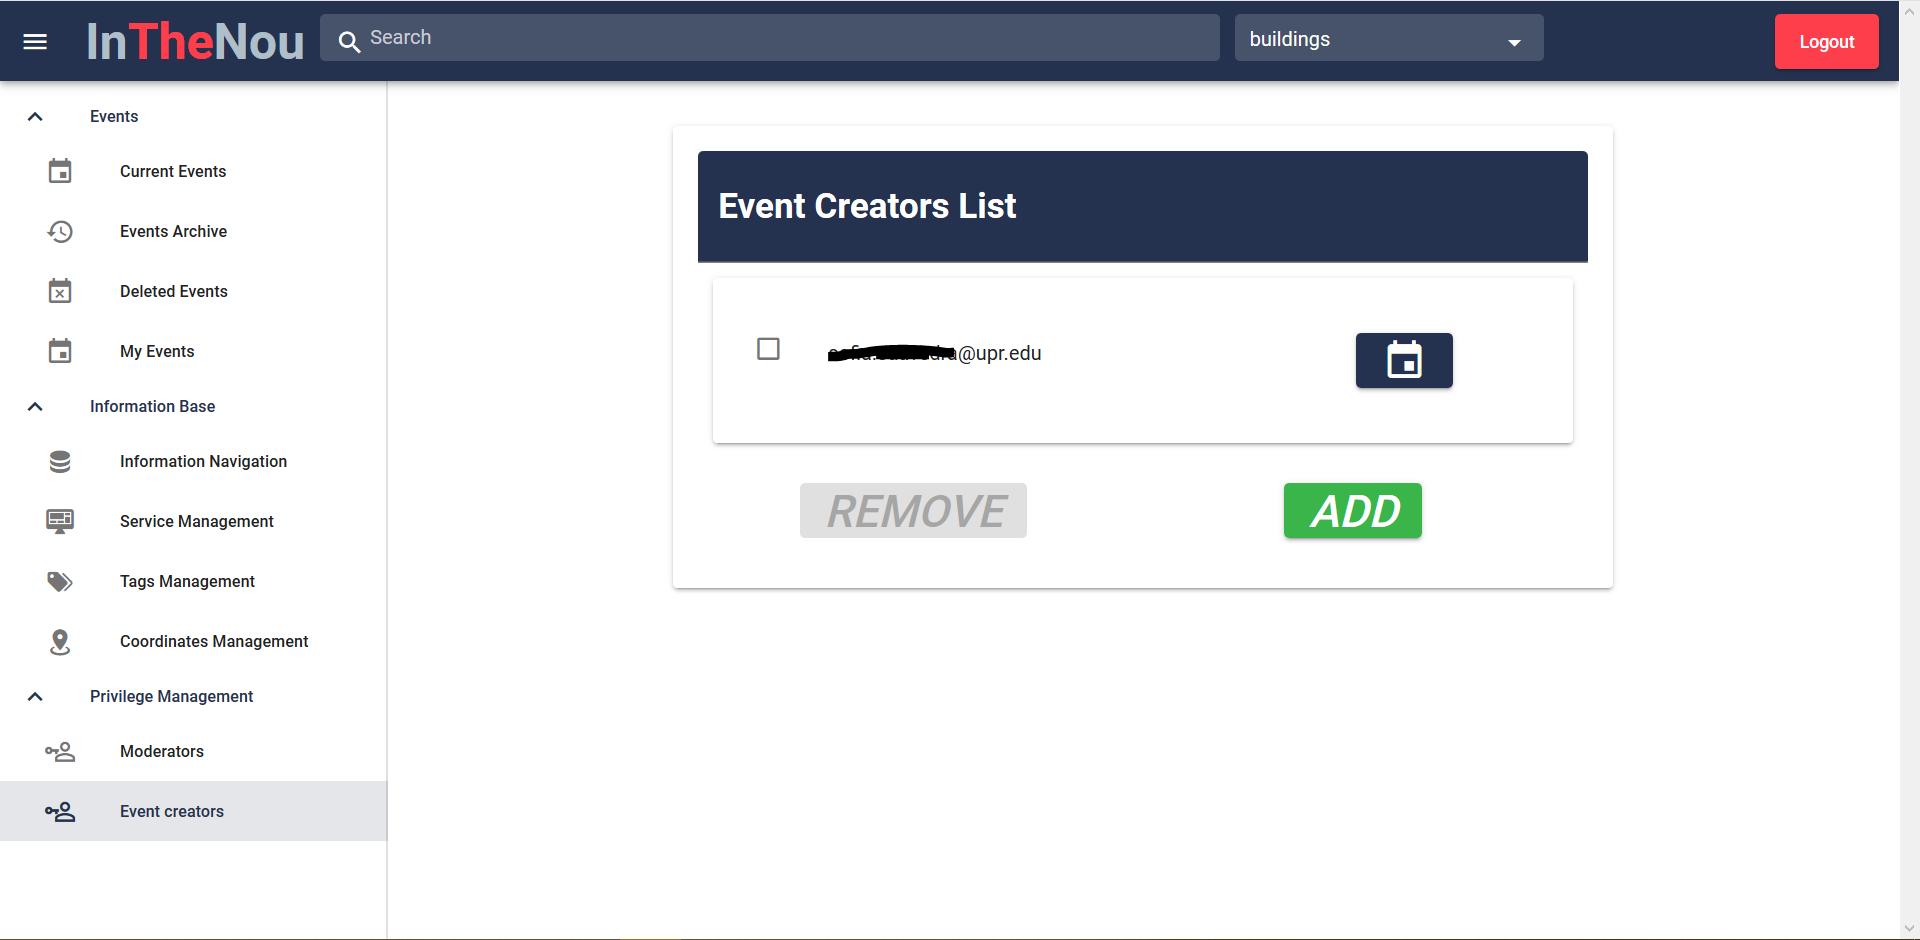 InTheNou
Search
buildings
Logout
Events
Current Events
Events Archive
Deleted Events
My Events
Information Base
Information Navigation
Service Management
Tags Management
Coordinates Management
Privilege Management
Moderators
Event creators
Event Creators List
@upr.edu
REMOVE
ADD